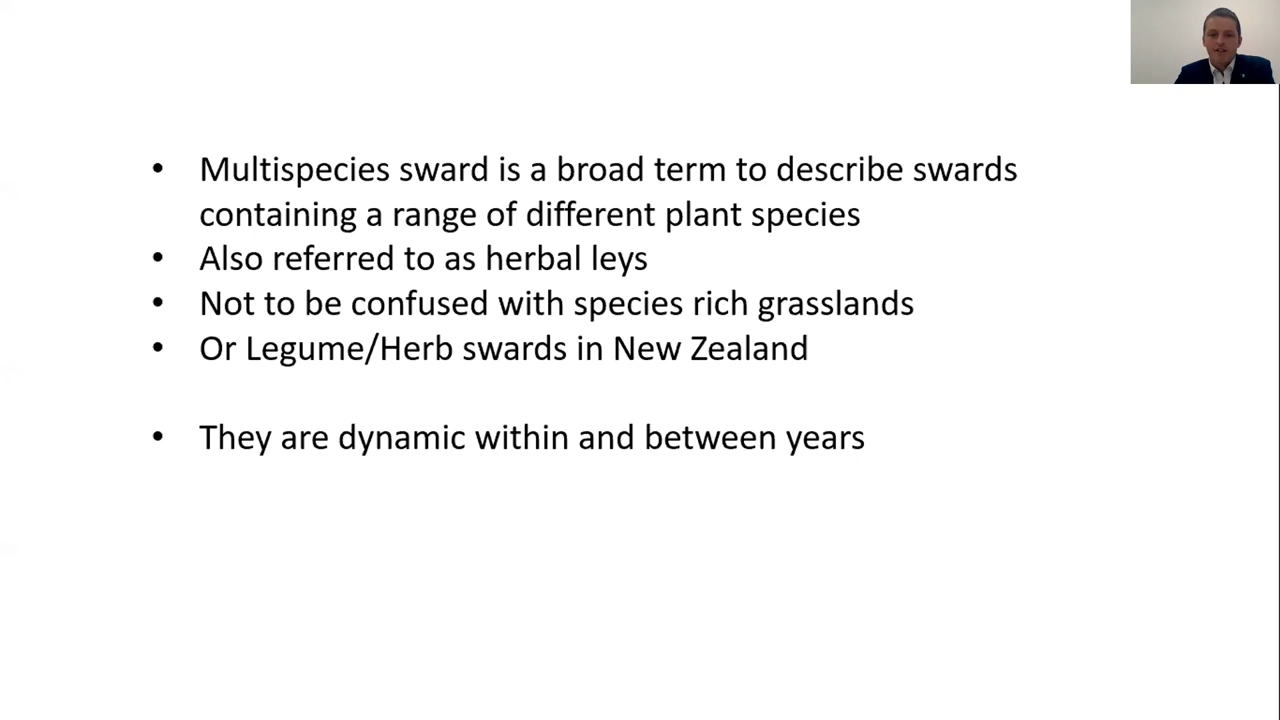 • Multispecies sward is a broad term to describe swards
containing a range of different plant species
• Also referred to as herbal leys
• Not to be confused with species rich grasslands
• Or Legume/Herb swards in New Zealand
• They are dynamic within and between years